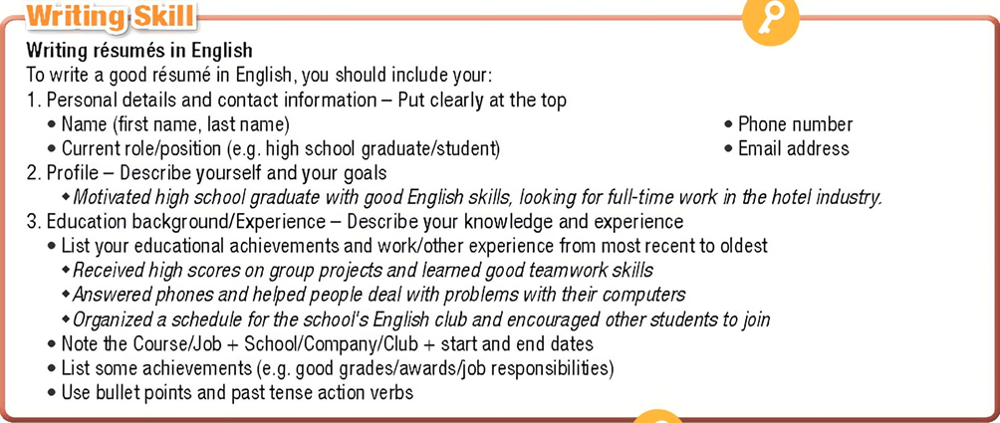 Writing Skill
Writing résumés in English
To write a good résumé in English, you should include your:
1. Personal details and contact information – Put clearly at the top
• Name (first name, last name) • Phone number
• Current role/position (e.g. high school graduate/student) • Email address
2. Profile – Describe yourself and your goals
◆ Motivated high school graduate with good English skills, looking for full-time work in the hotel industry.
3. Education background/Experience – Describe your knowledge and experience
• List your educational achievements and work/other experience from most recent to oldest
◆ Received high scores on group projects and learned good teamwork skills
◆ Answered phones and helped people deal with problems with their computers
◆ Organized a schedule for the school's English club and encouraged other students to join
• Note the Course/Job + School/Company/Club + start and end dates
• List some achievements (e.g. good grades/awards/job responsibilities)
• Use bullet points and past tense action verbs